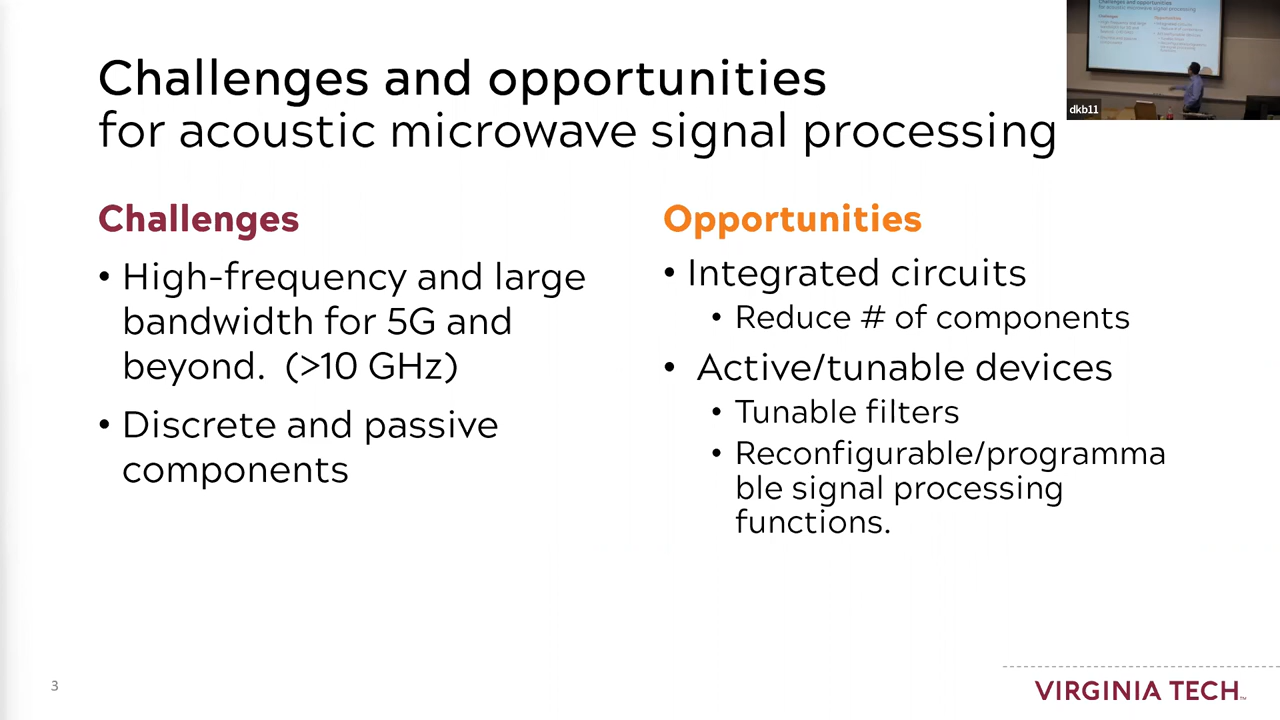 Challenges and opportunities
for acoustic microwave signal processing
dkb11
Challenges
• High-frequency and large
bandwidth for 5G and
beyond. (>10 GHz)
• Discrete and passive
components
Opportunities
• Integrated circuits
• Reduce # of components
• Active/tunable devices
• Tunable filters
• Reconfigurable/programma
ble signal processing
functions.
3
VIRGINIA TECH™